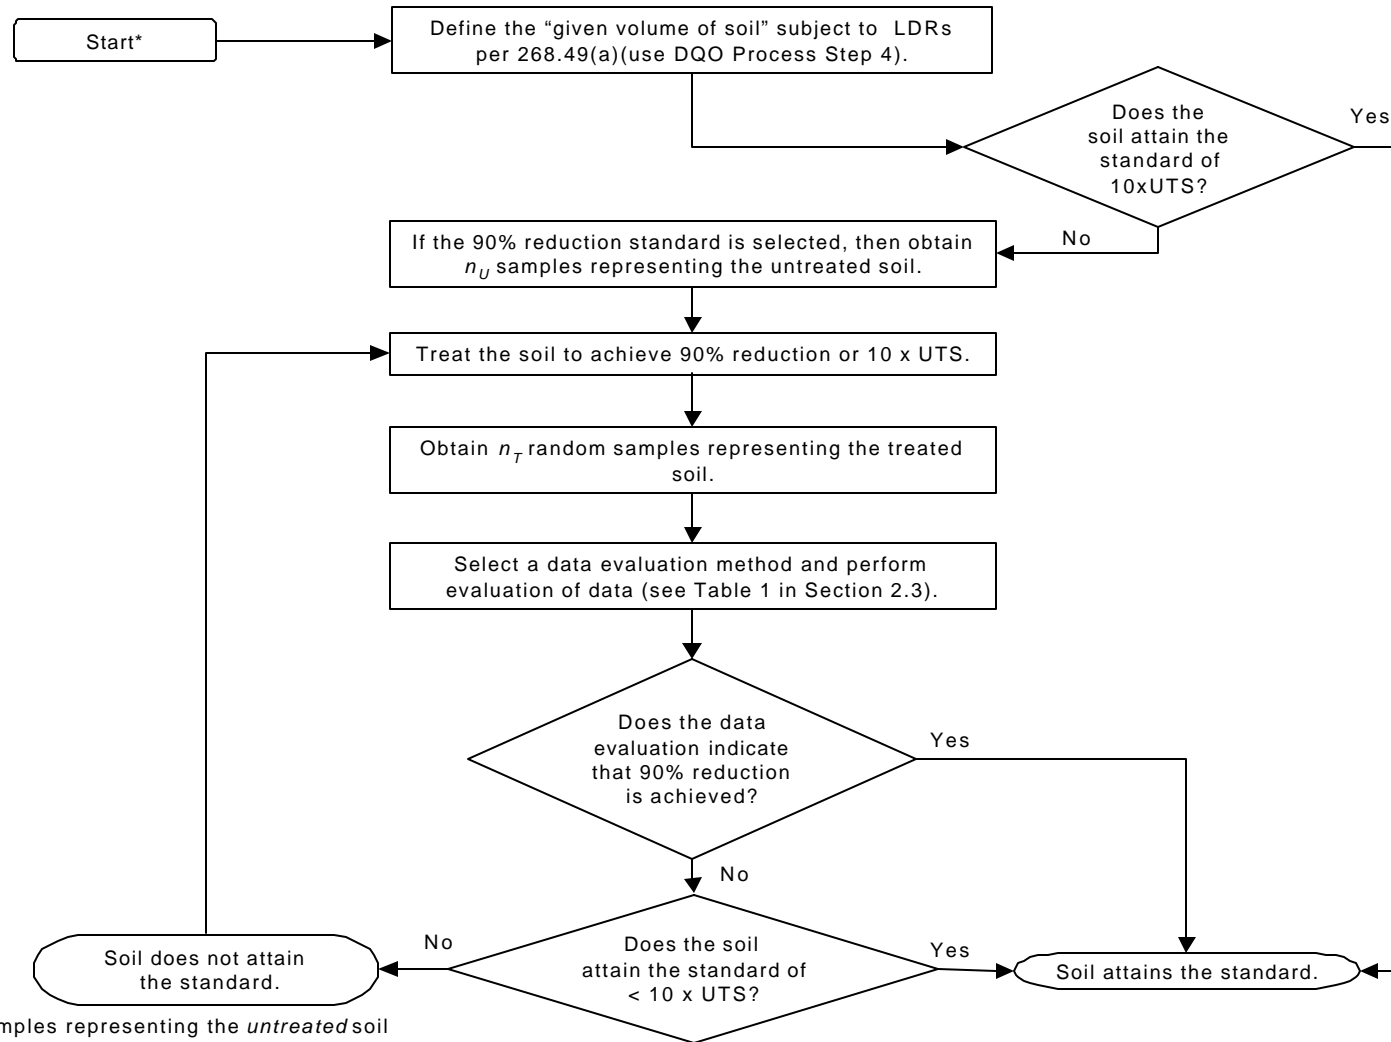 Start*
Define the “given volume of soil” subject to LDRs
per 268.49(a)(use DQO Process Step 4).
Does the
soil attain the
standard of
10xUTS?
Yes
No
If the 90% reduction standard is selected, then obtain
nU samples representing the untreated soil.
Treat the soil to achieve 90% reduction or 10 x UTS.
Obtain nT random samples representing the treated
soil.
Select a data evaluation method and perform
evaluation of data (see Table 1 in Section 2.3).
Does the data
evaluation indicate
that 90% reduction
is achieved?
Yes
No
Does the soil
attain the standard of
< 10 x UTS?
No
Yes
Soil does not attain
the standard.
Soil attains the standard.
mples representing the untreated soil